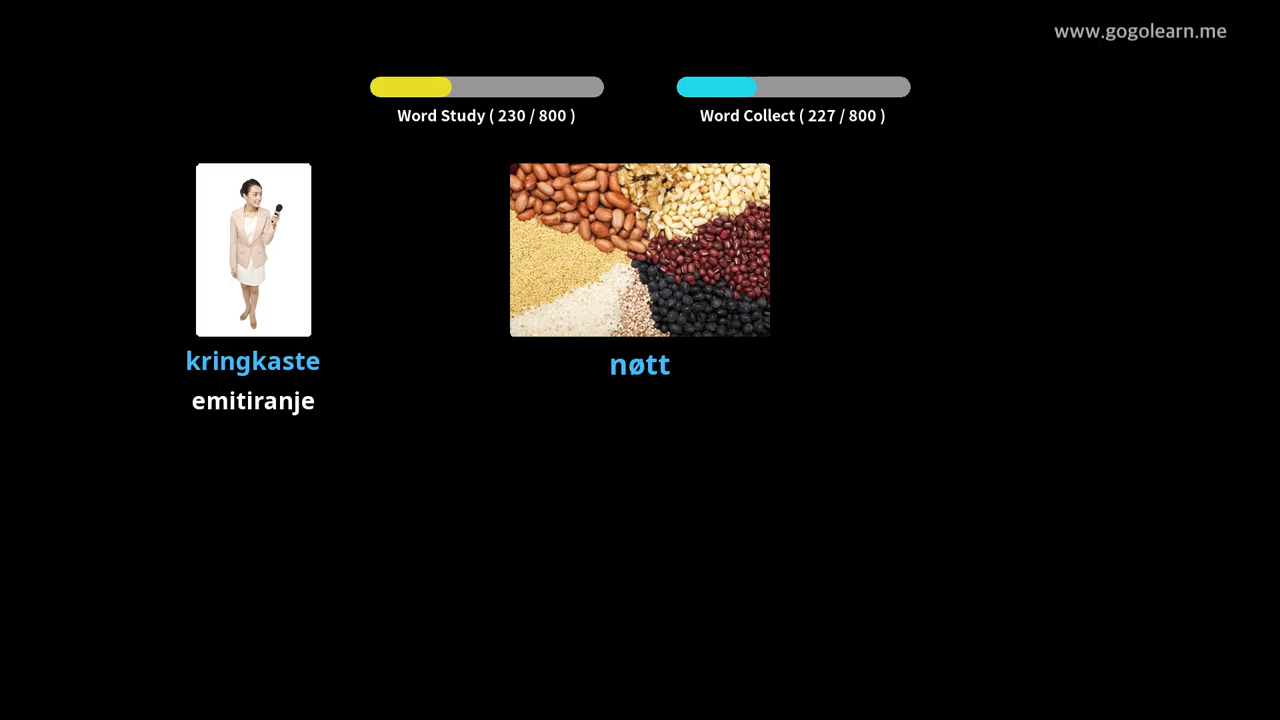 www.gogolearn.me
Word Study ( 230 / 800 )
Word Collect ( 227 / 800 )
kringkaste
emitiranje
nøtt